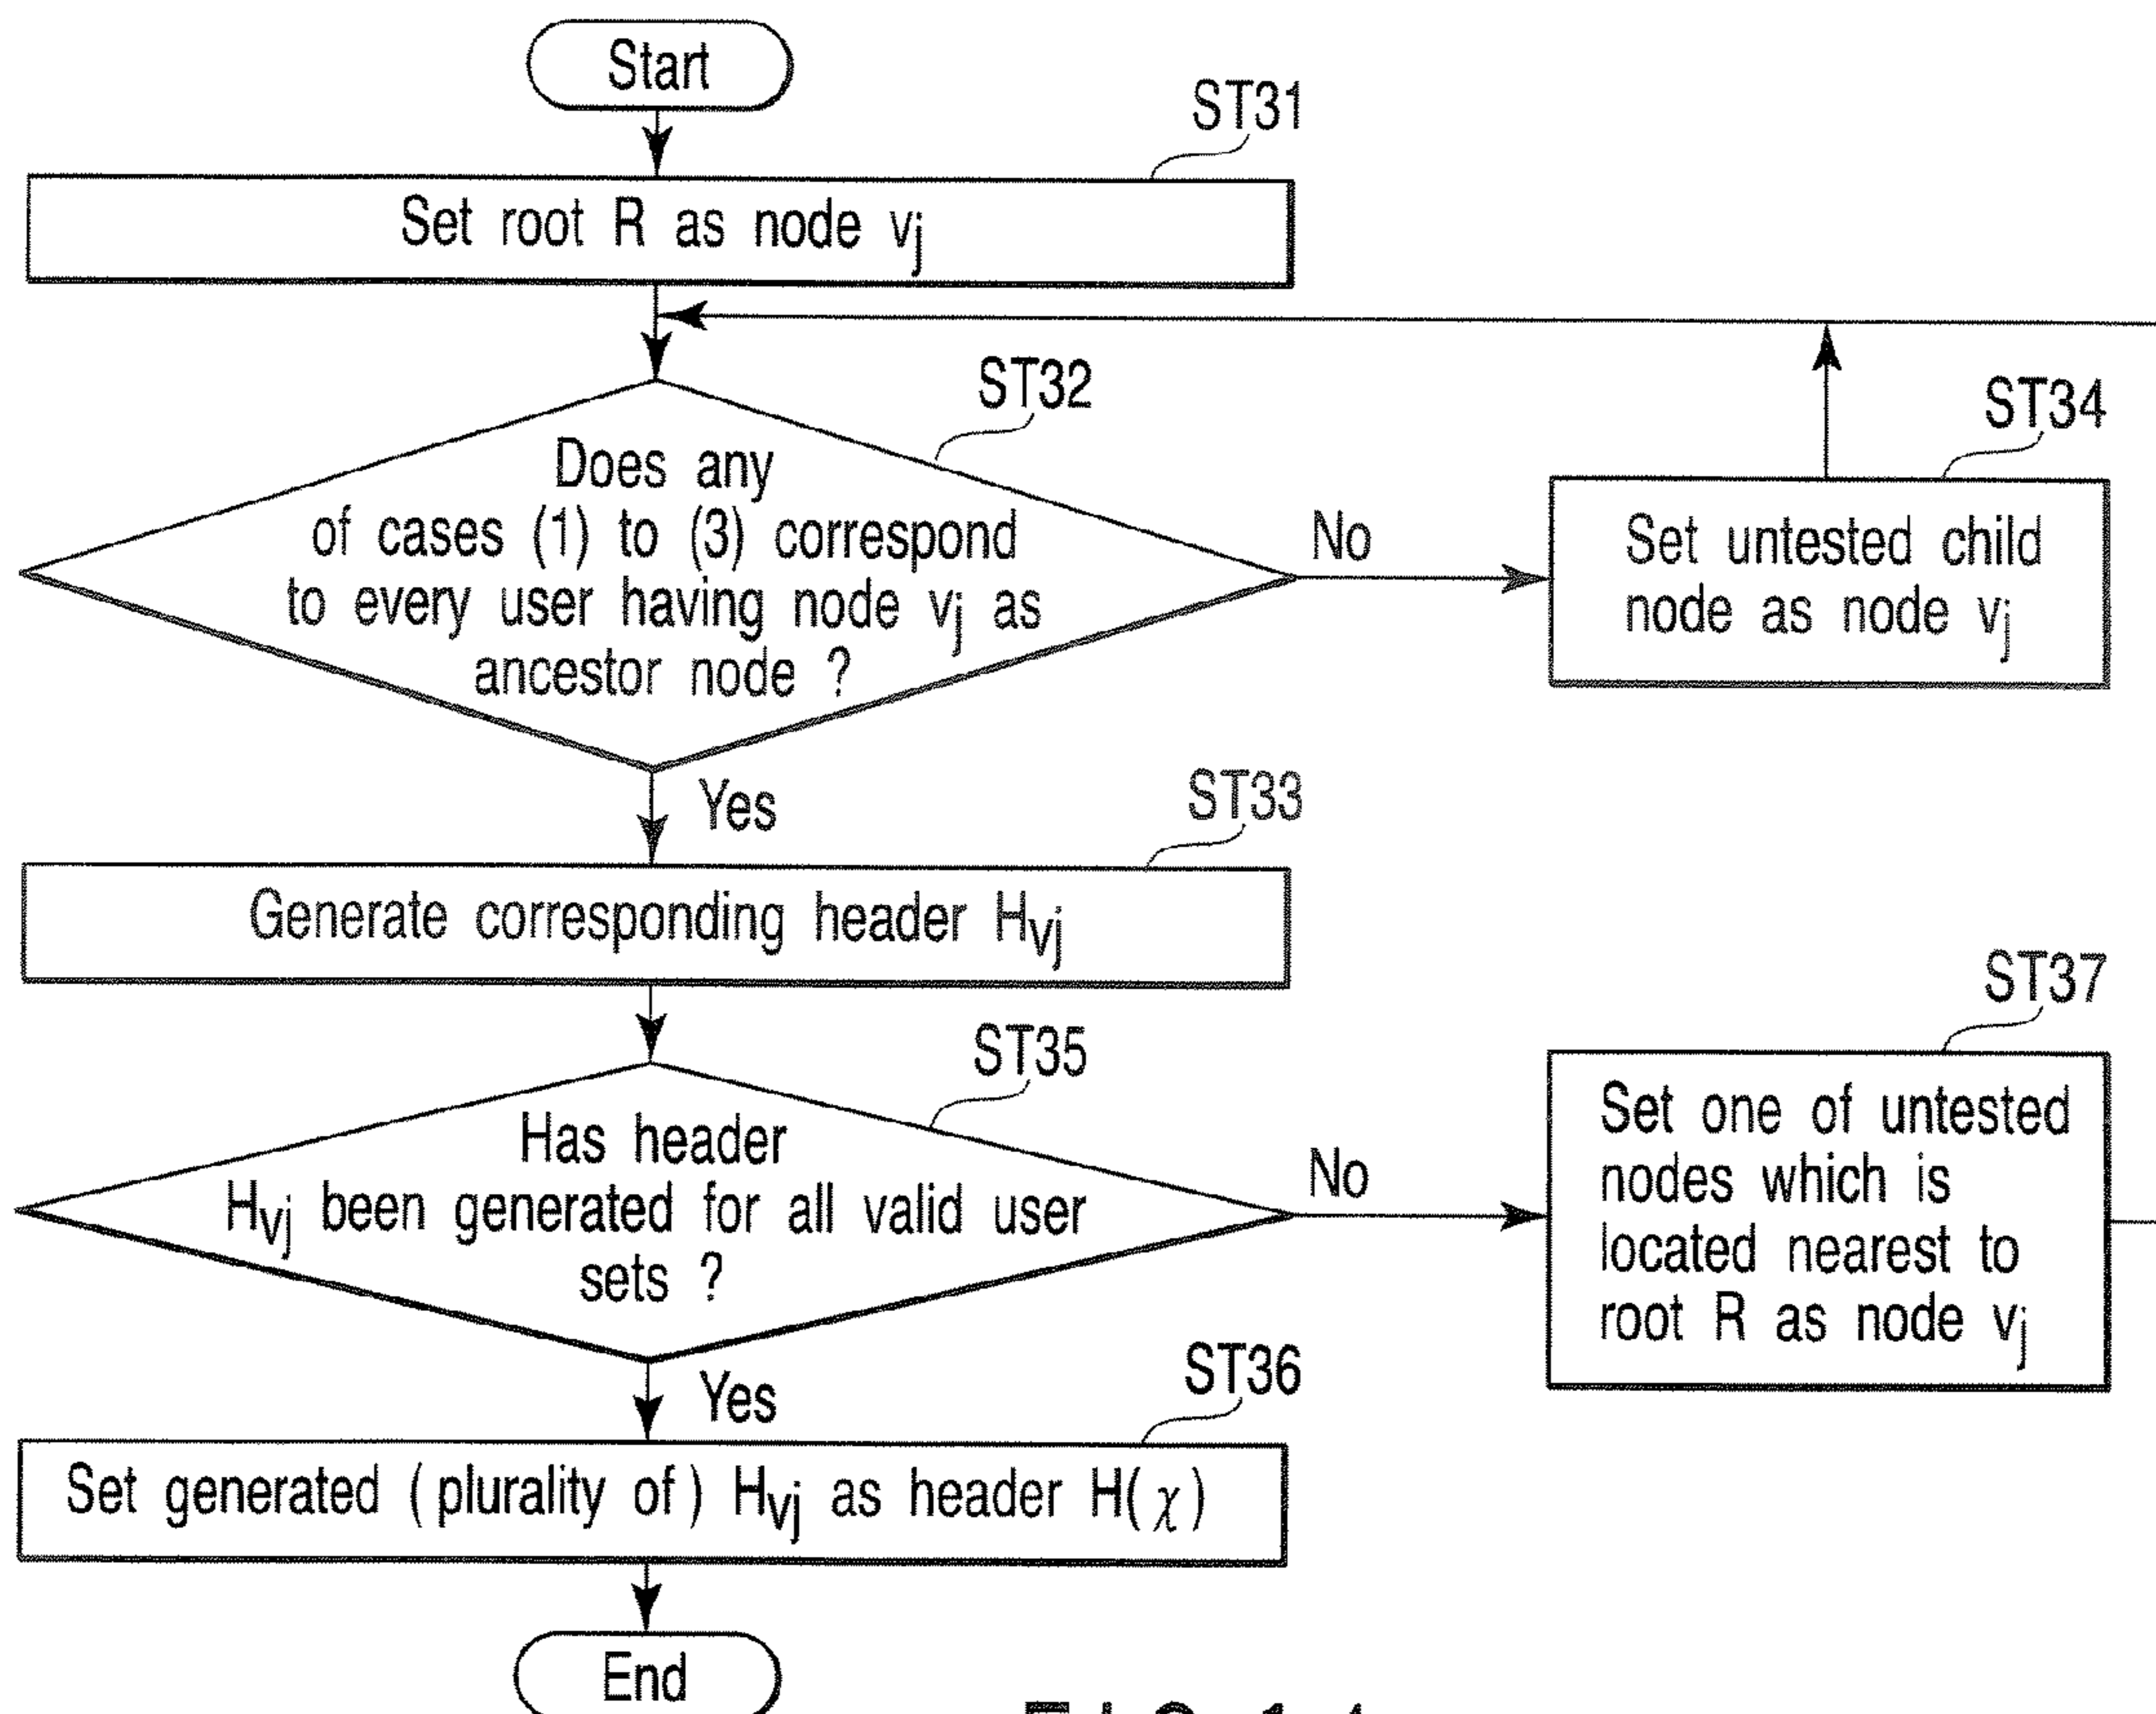 Start
ST31
Set root R as node vj
ST32
Does any
of cases (1) to (3) correspond
to every user having node vj as
ancestor node ?
No
ST34
Set untested child
node as node vj
Yes
ST33
Generate corresponding header Hvj
ST35
Has header
Hvj been generated for all valid user
sets ?
No
ST37
Set one of untested
nodes which is
located nearest to
root R as node vj
Yes
ST36
Set generated (plurality of) Hvj as header H(χ)
End